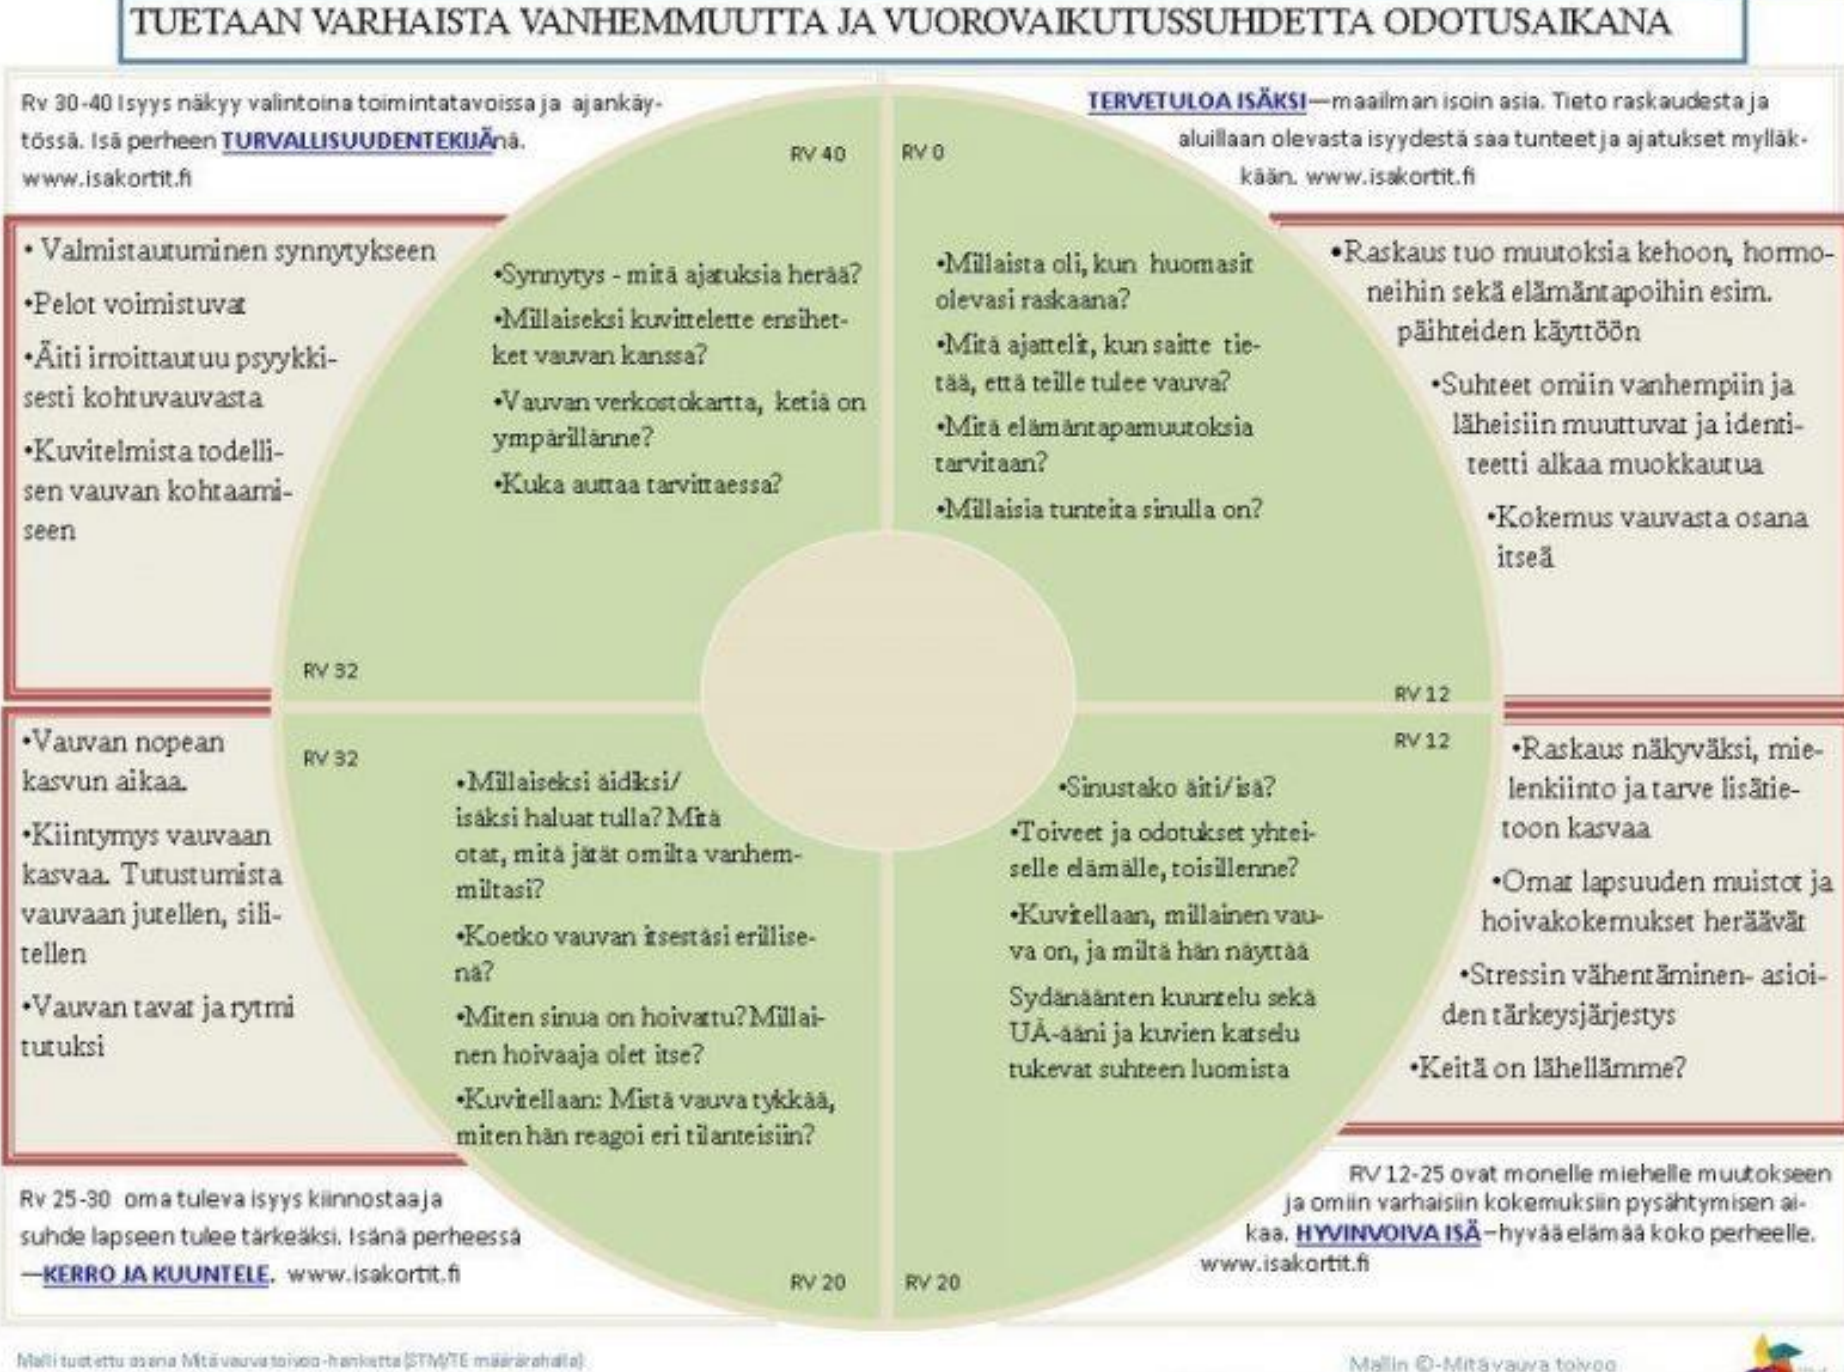 TUETAAN VARHAISTA VANHEMMUUTTA JA VUOROVAIKUTUSSUHDETTA ODOTUSAIKANA
Rv 30-40 Isyys näkyy valintoina toimintatavoissa ja ajankäy-
tössä. Isä perheen TURVALLISUUDENTEKIJÄnä.
www.isakortit.fi
TERVETULOA ISÄKSI—maailman isoin asia. Tieto raskaudesta ja
aluillaan olevasta isyydestä saa tunteet ja ajatukset mylläk-
kään. www.isakortit.fi
• Valmistautuminen synnytykseen
•Pelot voimistuvat
•Äiti irroittautuu psyykki-
sesti kohtuvauvasta
•Kuvitelmista todelli-
sen vauvan kohtaami-
seen
RV 40
•Synnytys - mitä ajatuksia herää?
•Millaiseksi kuvittelette ensihet-
ket vauvan kanssa?
•Vauvan verkostokartta, ketiä on
ympärillänne?
•Kuka auttaa tarvittaessa?
RV 32
RV 0
•Millaista oli, kun huomasit
olevasi raskaana?
•Mitä ajattelit, kun saitte tie-
tää, että teille tulee vauva?
•Mitä elämäntapamuutoksia
tarvitaan?
•Millaisia tunteita sinulla on?
RV 12
•Raskaus tuo muutoksia kehoon, hormo-
neihin sekä elämäntapoihin esim.
päihteiden käyttöön
•Suhteet omiin vanhempiin ja
läheisiin muuttuvat ja identi-
teetti alkaa muokkautua
•Kokemus vauvasta osana
itseä
•Vauvan nopean
kasvun aikaa.
•Kiintymys vauvaan
kasvaa. Tutustumista
vauvaan jutellen, sili-
tellen
•Vauvan tavat ja rytmi
tutuksi
RV 32
•Millaiseksi äidiksi/
isäksi haluat tulla? Mitä
otat, mitä jätät omilta vanhem-
miltasi?
•Koetko vauvan itsestäsi erillise-
nä?
•Miten sinua on hoivattu? Millai-
nen hoivaaja olet itse?
•Kuvitellaan: Mistä vauva tykkää,
miten hän reagoi eri tilanteisiin?
RV 20
RV 12
•Sinustako äiti/isä?
•Toiveet ja odotukset yhtei-
selle elämälle, toisillenne?
•Kuvitellaan, millainen vau-
va on, ja miltä hän näyttää
Sydänäänten kuuntelu sekä
UÄ-ääni ja kuvien katselu
tukevat suhteen luomista
RV 20
•Raskaus näkyväksi, mie-
lenkiinto ja tarve lisätie-
toon kasvaa
•Omat lapsuuden muistot ja
hoivakokemukset heräävät
•Stressin vähentäminen- asioi-
den tärkeysjärjestys
•Keitä on lähellämme?
Rv 25-30 oma tuleva isyys kiinnostaa ja
suhde lapseen tulee tärkeäksi. Isänä perheessä
—KERRO JA KUUNTELE. www.isakortit.fi
RV 12-25 ovat monelle miehelle muutokseen
ja omiin varhaisiin kokemuksiin pysähtymisen ai-
kaa. HYVINVOIVA ISÄ—hyvää elämää koko perheelle.
www.isakortit.fi
Malli tuotettu osana Mitä vauva toivoo-hanketta (STM/TE määrärahalla)
Mallin ©-Mitä vauva toivoo